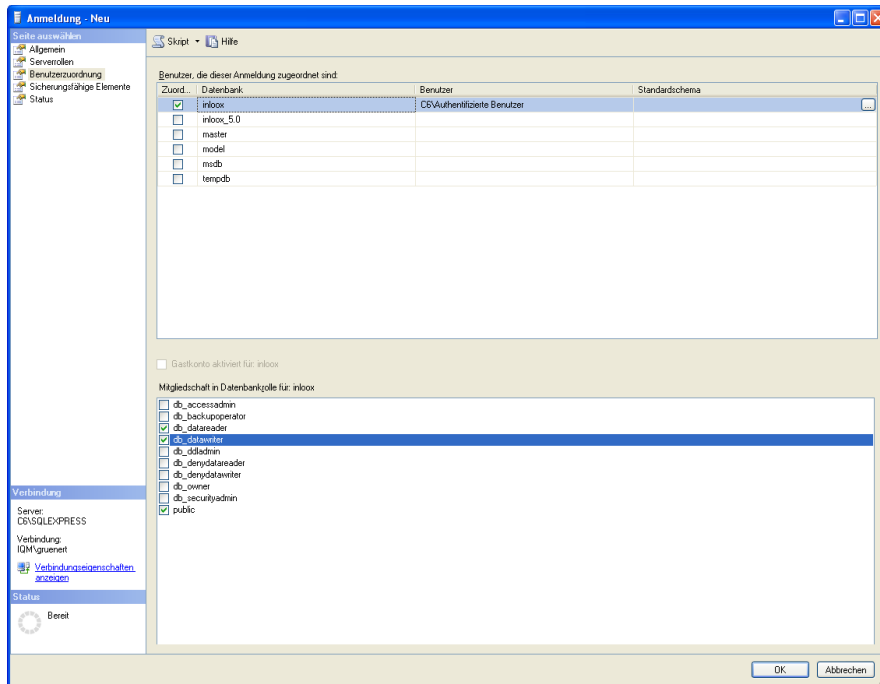 Anmeldung - Neu
Seite auswählen
Allgemein
Serverrollen
Benutzerzuordnung
Sicherungsfähige Elemente
Status
Skript
Hilfe
Benutzer, die dieser Anmeldung zugeordnet sind:
Zuord... Datenbank Benutzer Standardschema
inloox C6\Authentifizierte Benutzer ...
inloox_5.0
master
model
msdb
tempdb
Gastkonto aktiviert für: inloox
Mitgliedschaft in Datenbankrolle für: inloox
db_accessadmin
db_backupoperator
db_datareader
db_datawriter
db_ddladmin
db_denydatareader
db_denydatawriter
db_owner
db_securityadmin
public
Verbindung
Server:
C6\SQLEXPRESS
Verbindung:
IQM\gruenert
Verbindungseigenschaften
anzeigen
Status
Bereit
OK Abbrechen